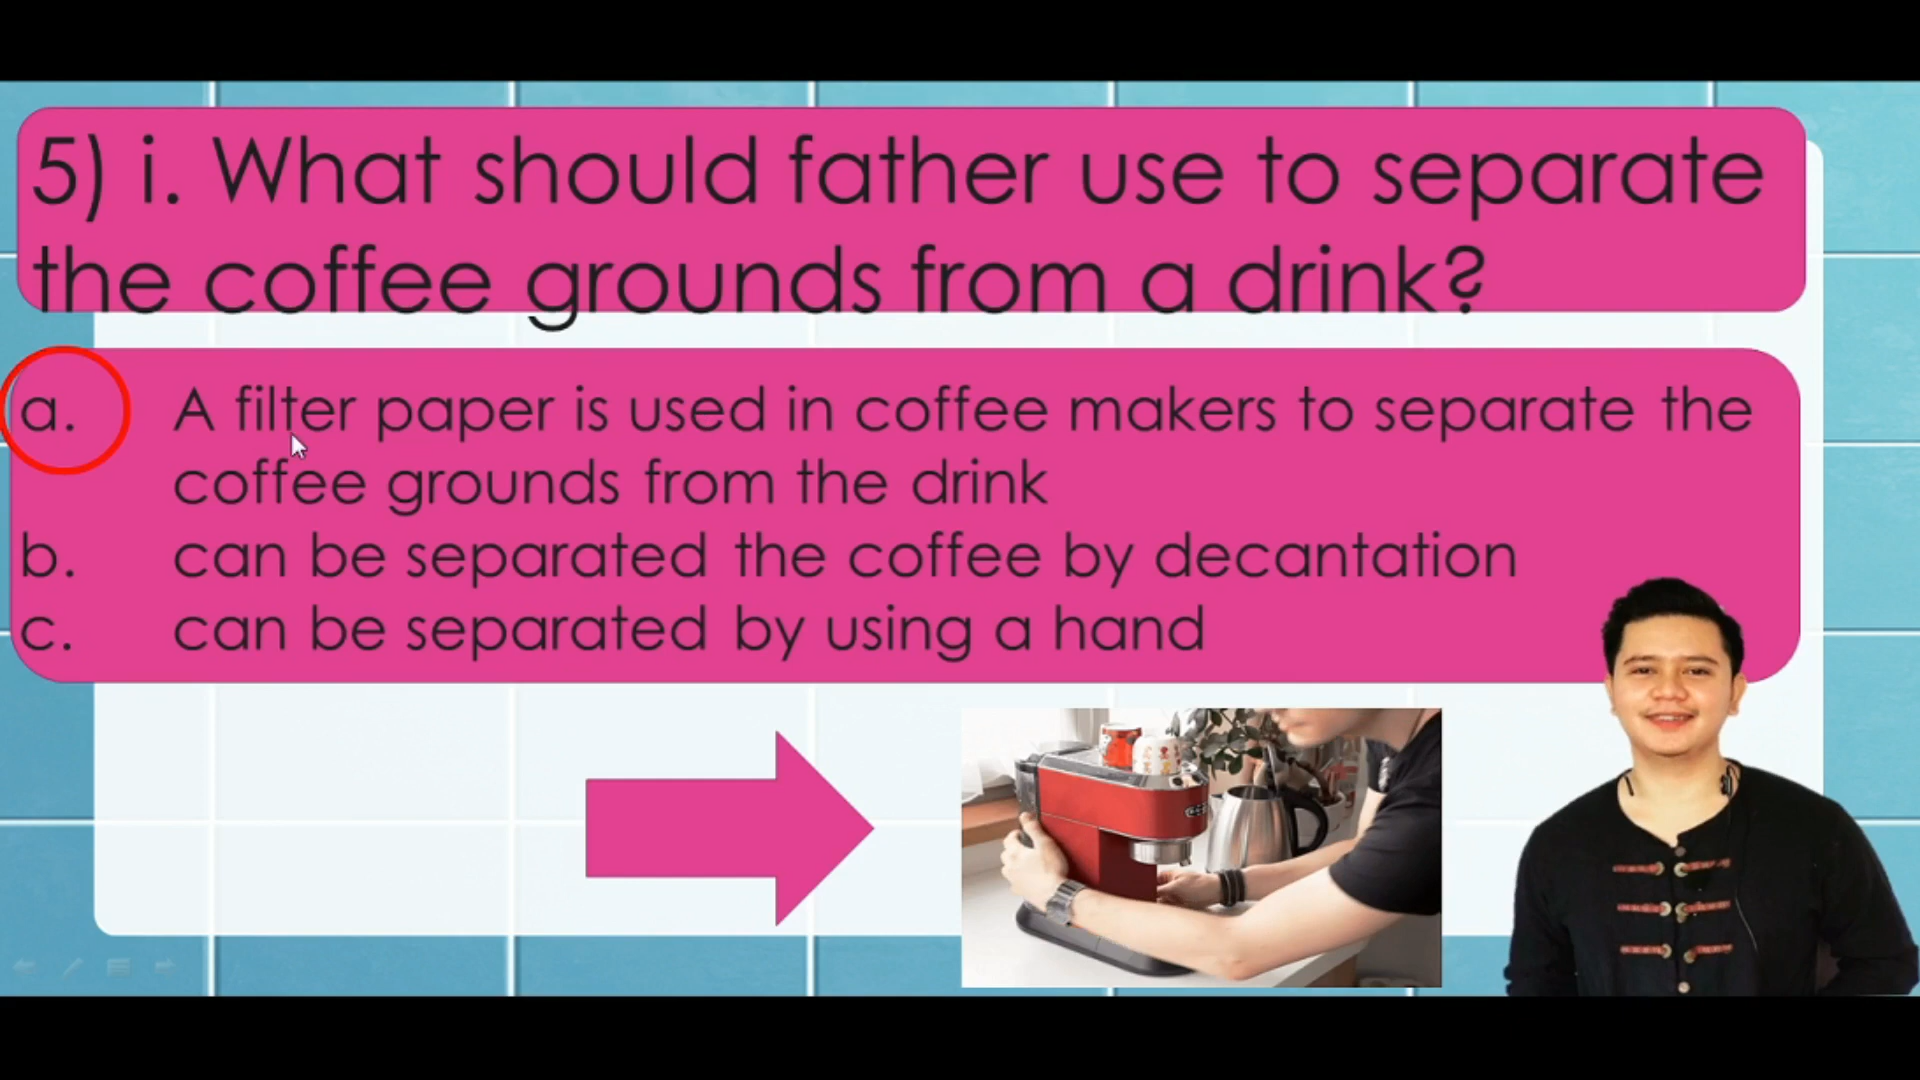 5) i. What should father use to separate
the coffee grounds from a drink?
a. A filter paper is used in coffee makers to separate the
coffee grounds from the drink
b. can be separated the coffee by decantation
c. can be separated by using a hand